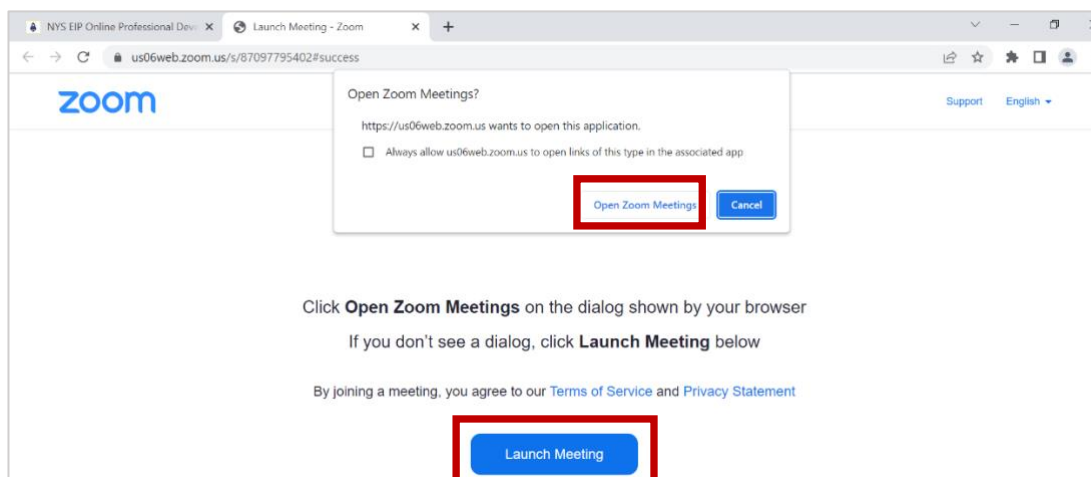 NYS EIP Online Professional Dev
Launch Meeting - Zoom
us06web.zoom.us/s/87097795402#success
zoom
Support English
Open Zoom Meetings?
https://us06web.zoom.us wants to open this application.
Always allow us06web.zoom.us to open links of this type in the associated app
Open Zoom Meetings Cancel
Click Open Zoom Meetings on the dialog shown by your browser
If you don't see a dialog, click Launch Meeting below
By joining a meeting, you agree to our Terms of Service and Privacy Statement
Launch Meeting